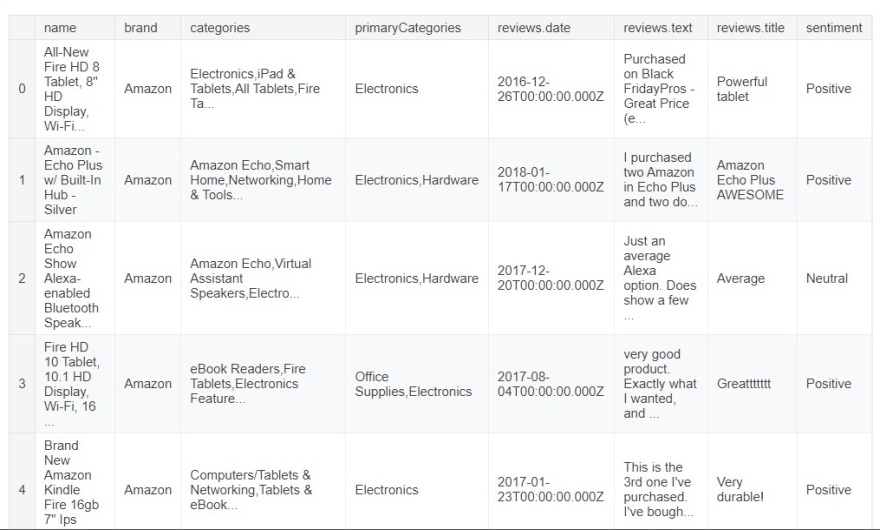 name brand categories primaryCategories reviews.date reviews.text reviews.title sentiment
0
All-New
Fire HD 8
Tablet, 8"
HD
Display,
Wi-Fi...
Amazon
Electronics,iPad &
Tablets,All Tablets,Fire
Ta...
Electronics
2016-12-
26T00:00:00.000Z
Purchased
on Black
FridayPros -
Great Price
(e...
Powerful
tablet
Positive
1
Amazon -
Echo Plus
w/ Built-In
Hub -
Silver
Amazon
Amazon Echo,Smart
Home,Networking,Home
& Tools...
Electronics,Hardware
2018-01-
17T00:00:00.000Z
I purchased
two Amazon
in Echo Plus
and two do...
Amazon
Echo Plus
AWESOME
Positive
2
Amazon
Echo
Show
Alexa-
enabled
Bluetooth
Speak...
Amazon
Amazon Echo,Virtual
Assistant
Speakers,Electro...
Electronics,Hardware
2017-12-
20T00:00:00.000Z
Just an
average
Alexa
option. Does
show a few
...
Average
Neutral
3
Fire HD
10 Tablet,
10.1 HD
Display,
Wi-Fi, 16
...
Amazon
eBook Readers,Fire
Tablets,Electronics
Feature...
Office
Supplies,Electronics
2017-08-
04T00:00:00.000Z
very good
product.
Exactly what
I wanted,
and ...
Greattttttt
Positive
4
Brand
New
Amazon
Kindle
Fire 16gb
7" Ips
Amazon
Computers/Tablets &
Networking,Tablets &
eBook...
Electronics
2017-01-
23T00:00:00.000Z
This is the
3rd one I've
purchased.
I've bough...
Very
durable!
Positive